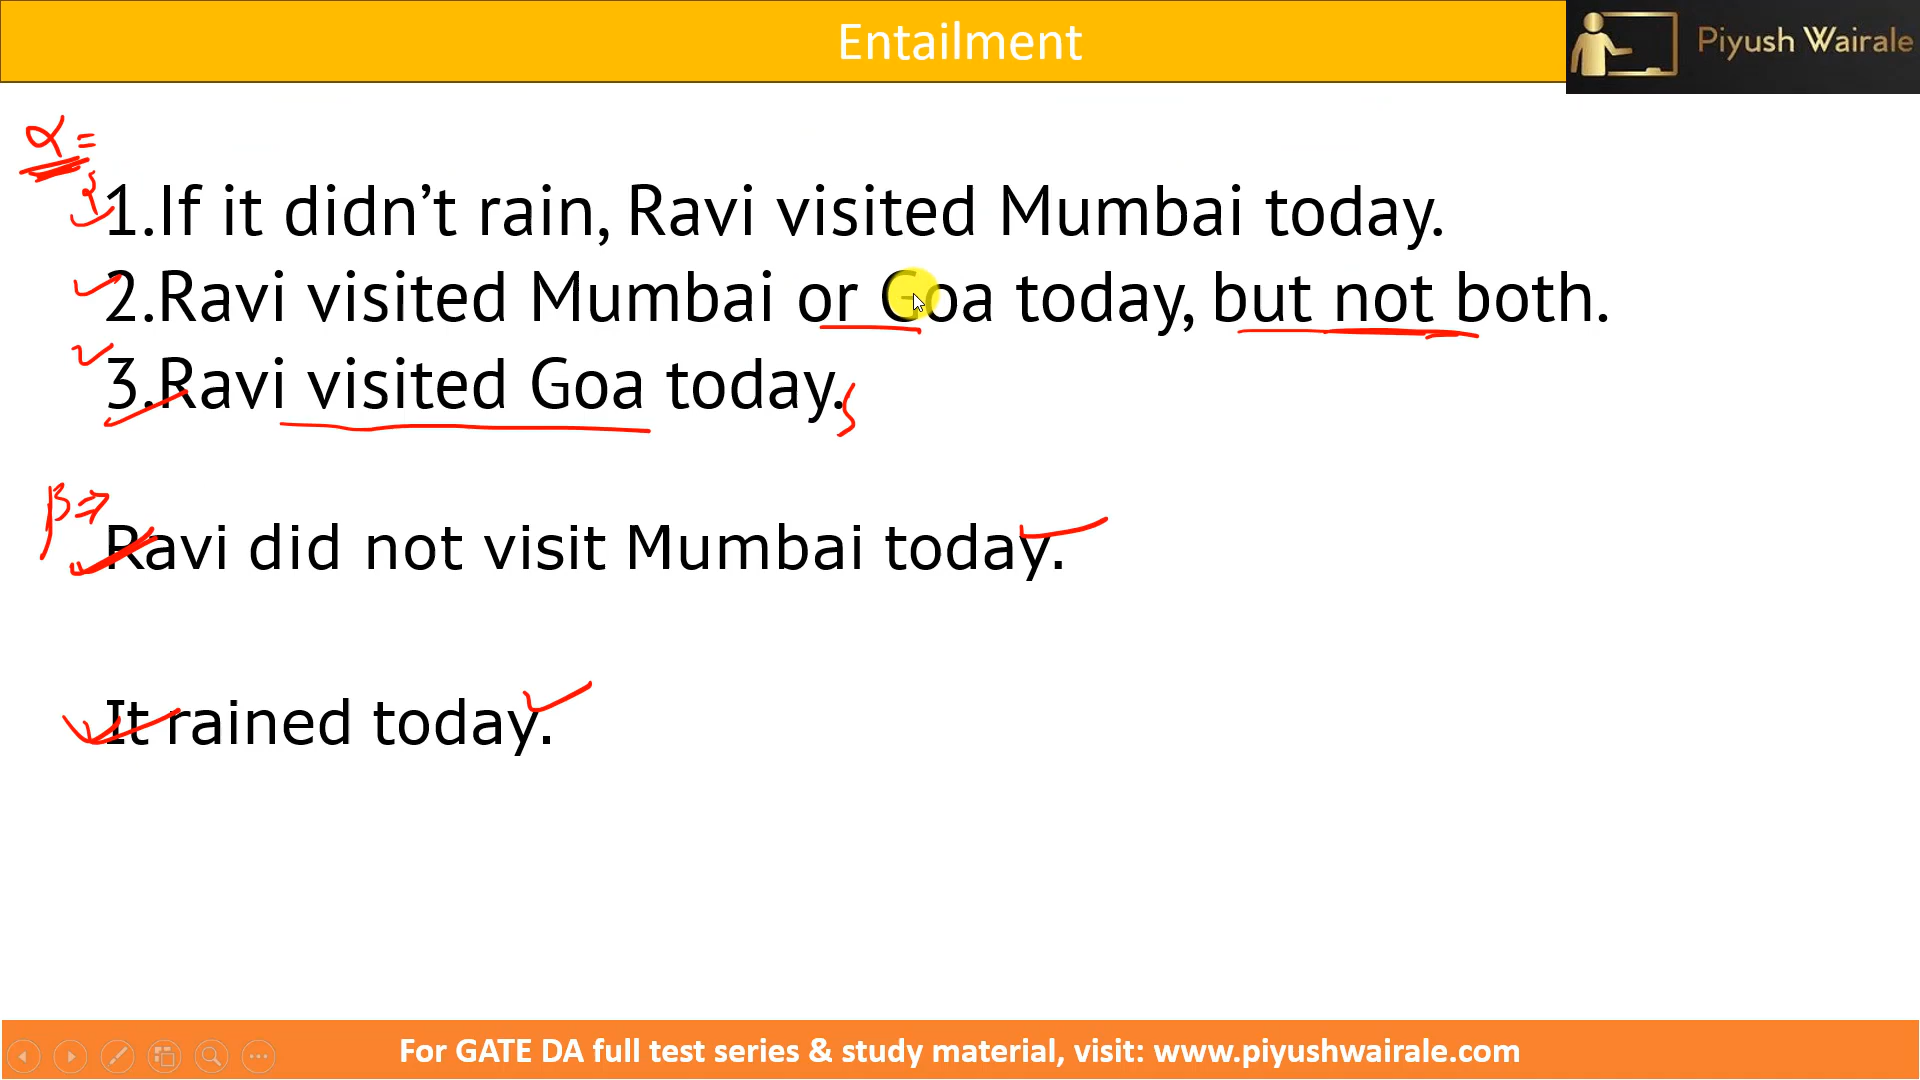 Entailment
Piyush Wairale
α =
{
1.If it didn’t rain, Ravi visited Mumbai today.
2.Ravi visited Mumbai or Goa today, but not both.
3.Ravi visited Goa today.
}
β ⇒
Ravi did not visit Mumbai today.
It rained today.
For GATE DA full test series & study material, visit: www.piyushwairale.com